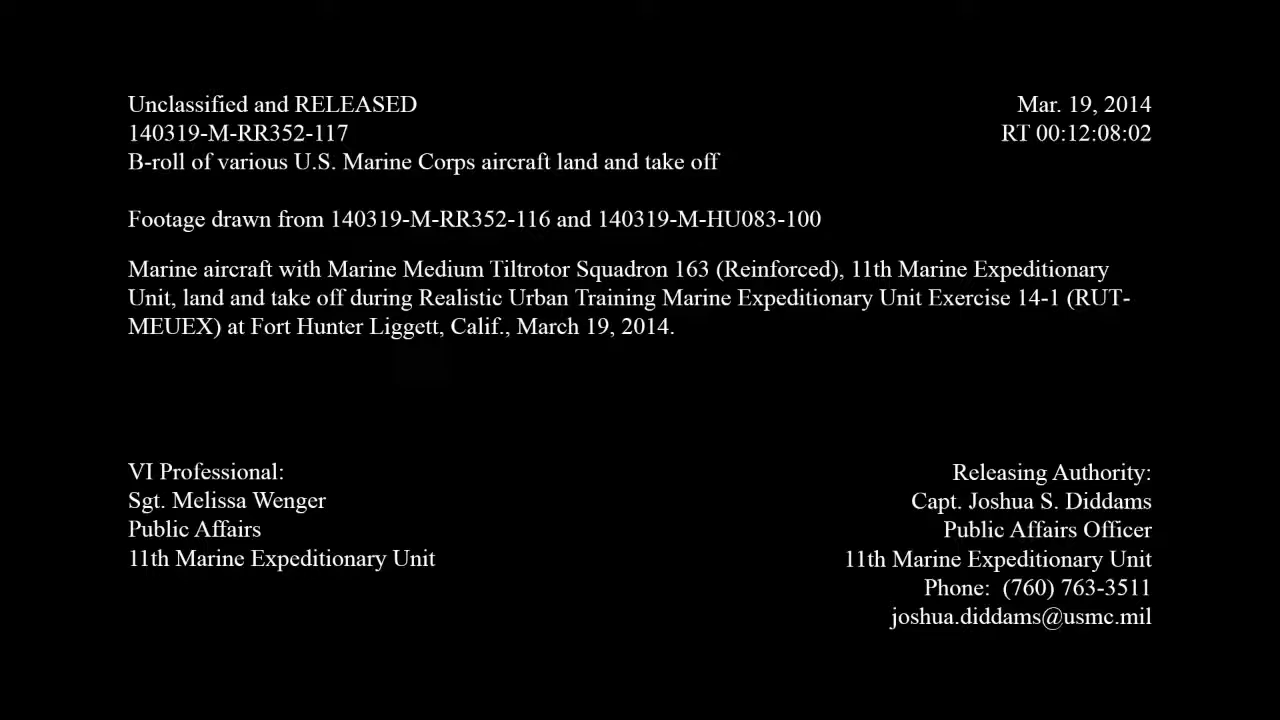 Unclassified and RELEASED
Mar. 19, 2014
140319-M-RR352-117
RT 00:12:08:02
B-roll of various U.S. Marine Corps aircraft land and take off
Footage drawn from 140319-M-RR352-116 and 140319-M-HU083-100
Marine aircraft with Marine Medium Tiltrotor Squadron 163 (Reinforced), 11th Marine Expeditionary
Unit, land and take off during Realistic Urban Training Marine Expeditionary Unit Exercise 14-1 (RUT-
MEUEX) at Fort Hunter Liggett, Calif., March 19, 2014.
VI Professional:
Sgt. Melissa Wenger
Public Affairs
11th Marine Expeditionary Unit
Releasing Authority:
Capt. Joshua S. Diddams
Public Affairs Officer
11th Marine Expeditionary Unit
Phone:  (760) 763-3511
joshua.diddams@usmc.mil